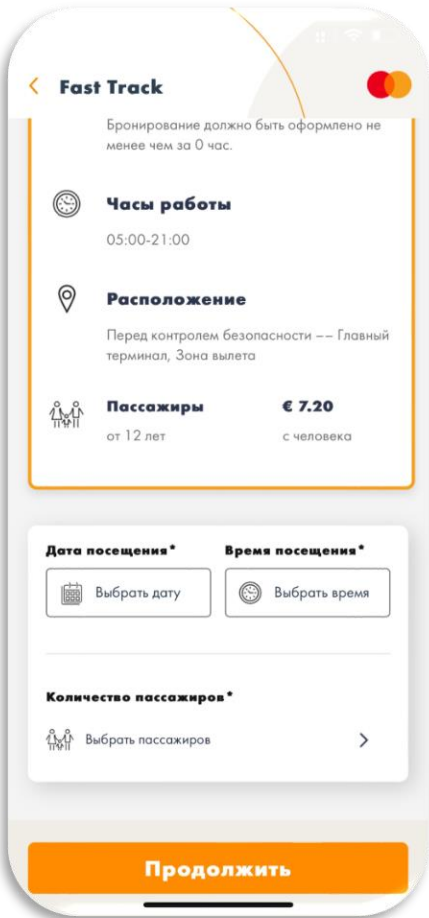 Fast Track
Бронирование должно быть оформлено не
менее чем за 0 час.
Часы работы
05:00-21:00
Расположение
Перед контролем безопасности –– Главный
терминал, Зона вылета
Пассажиры
€ 7.20
от 12 лет
с человека
Дата посещения*
Время посещения*
Выбрать дату
Выбрать время
Количество пассажиров*
Выбрать пассажиров
Продолжить